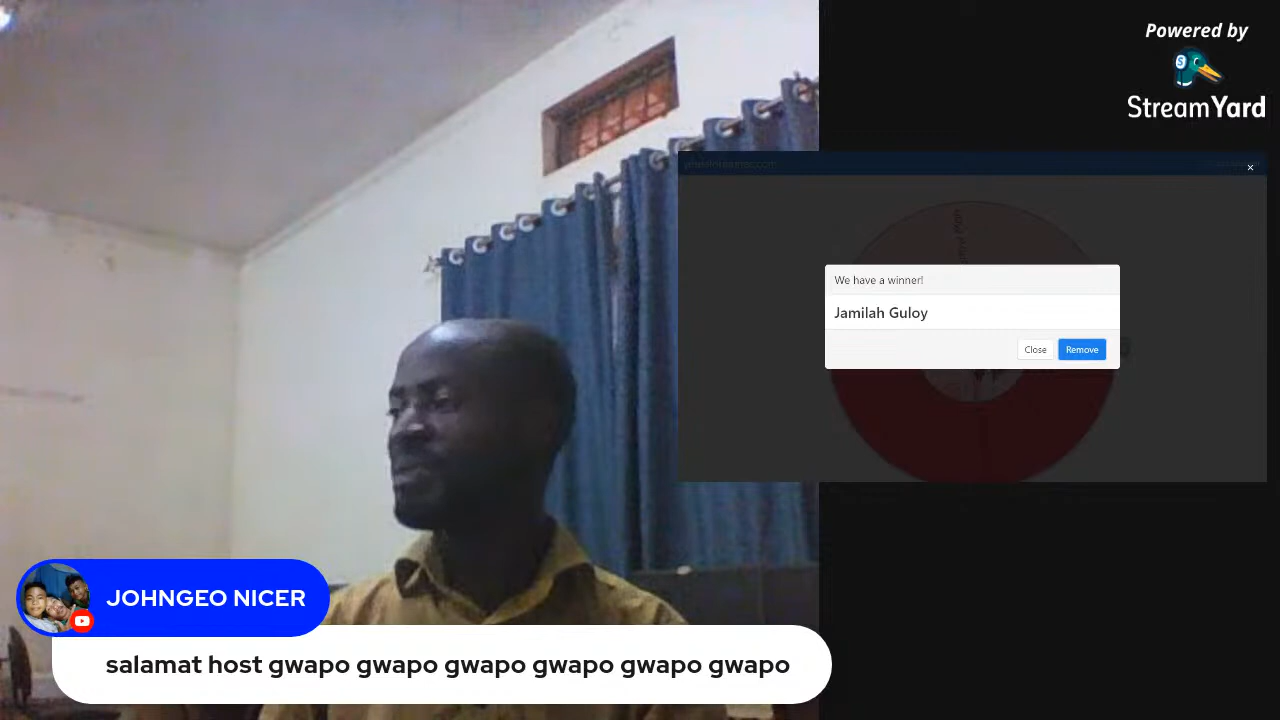 Powered by
StreamYard
We have a winner!
Jamilah Guloy
Close
Remove
JOHNGEO NICER
salamat host gwapo gwapo gwapo gwapo gwapo gwapo